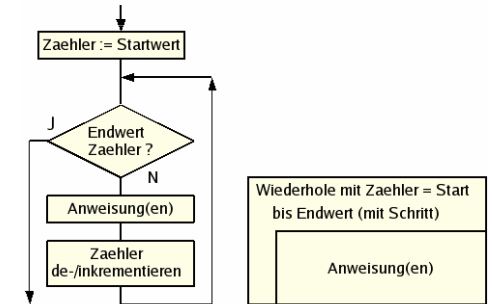 Zaehler := Startwert
J
Endwert
Zaehler ?
N
Anweisung(en)
Zaehler
de-/inkrementieren
Wiederhole mit Zaehler = Start
bis Endwert (mit Schritt)
Anweisung(en)